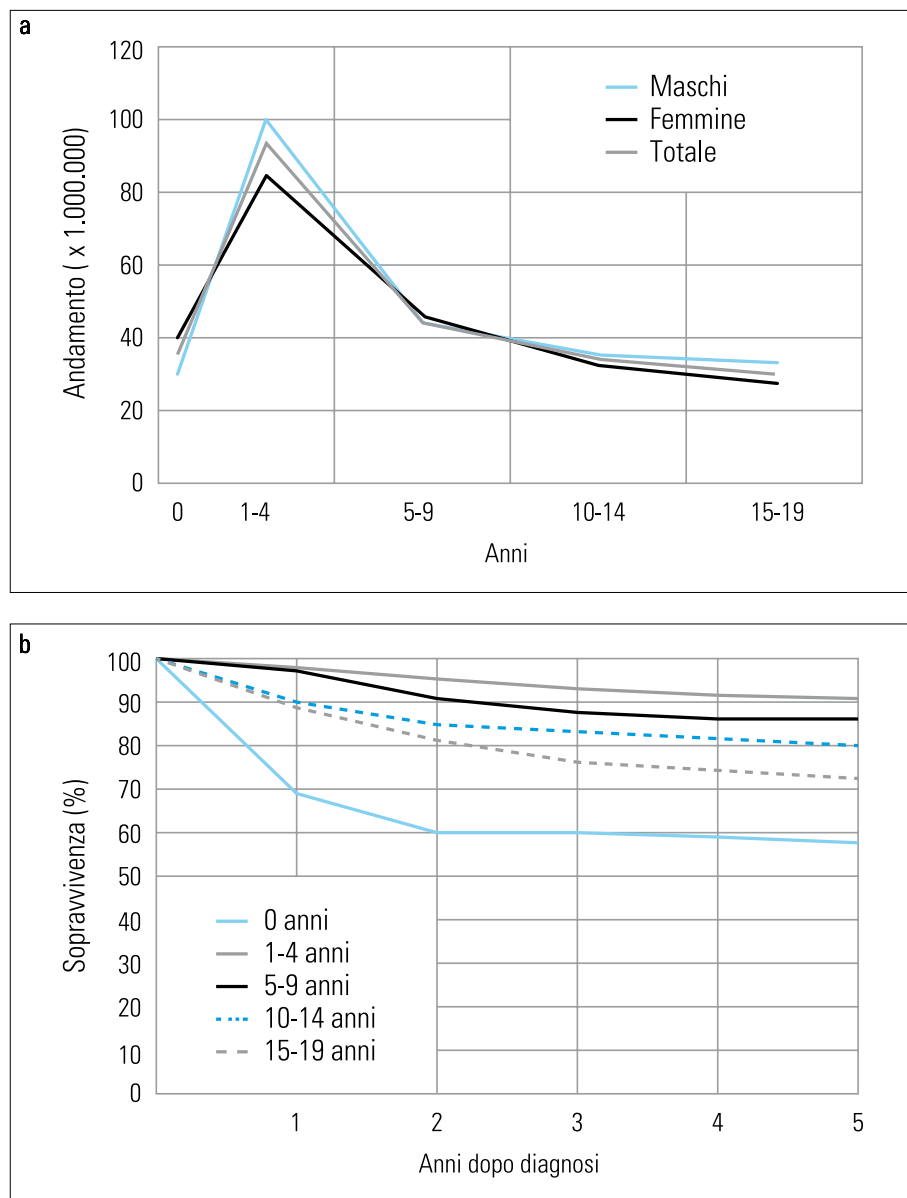 a
120
100
80
60
40
20
0
Andamento ( x 1.000.000)
Maschi
Femmine
Totale
0 1-4 5-9 10-14 15-19
Anni
b
100
90
80
70
60
50
40
30
20
10
0
Sopravvivenza (%)
0 anni
1-4 anni
5-9 anni
10-14 anni
15-19 anni
1 2 3 4 5
Anni dopo diagnosi